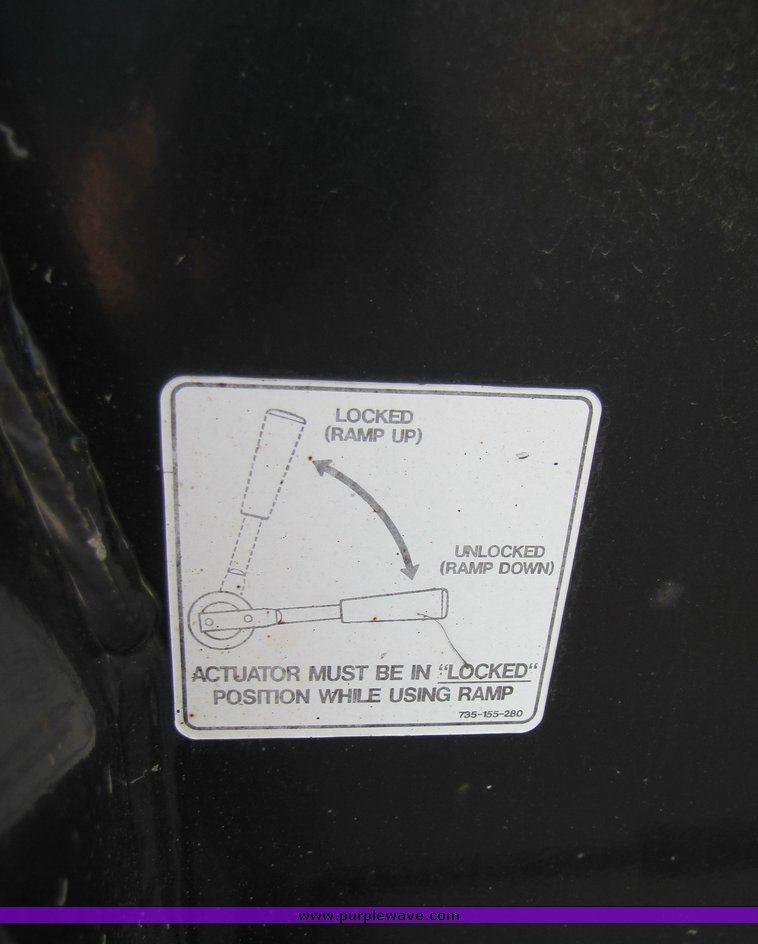 LOCKED
(RAMP UP)
UNLOCKED
(RAMP DOWN)
ACTUATOR MUST BE IN "LOCKED"
POSITION WHILE USING RAMP
735-155-280
www.purplewave.com